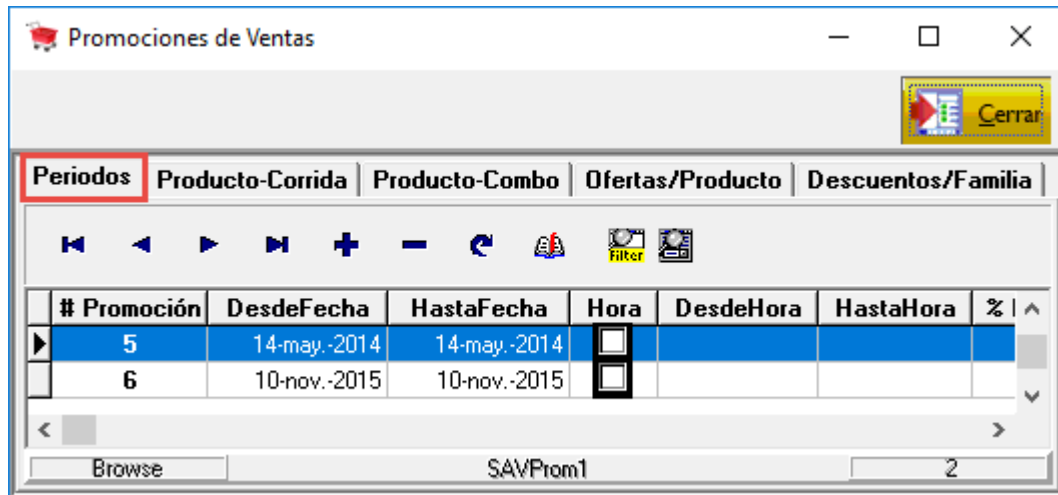 Promociones de Ventas
Cerrar
Periodos Producto-Corrida Producto-Combo Ofertas/Producto Descuentos/Familia
Filter
# Promoción DesdeFecha HastaFecha Hora DesdeHora HastaHora %
5 14-may.-2014 14-may.-2014
6 10-nov.-2015 10-nov.-2015
Browse SAVProm1 2